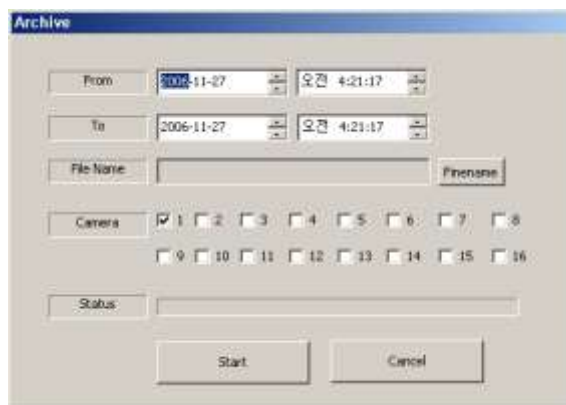 Archive
From 2006-11-27 오전 4:21:17
To 2006-11-27 오전 4:21:17
File Name Finename
Camera 1 2 3 4 5 6 7 8
9 10 11 12 13 14 15 16
Status
Start Cancel